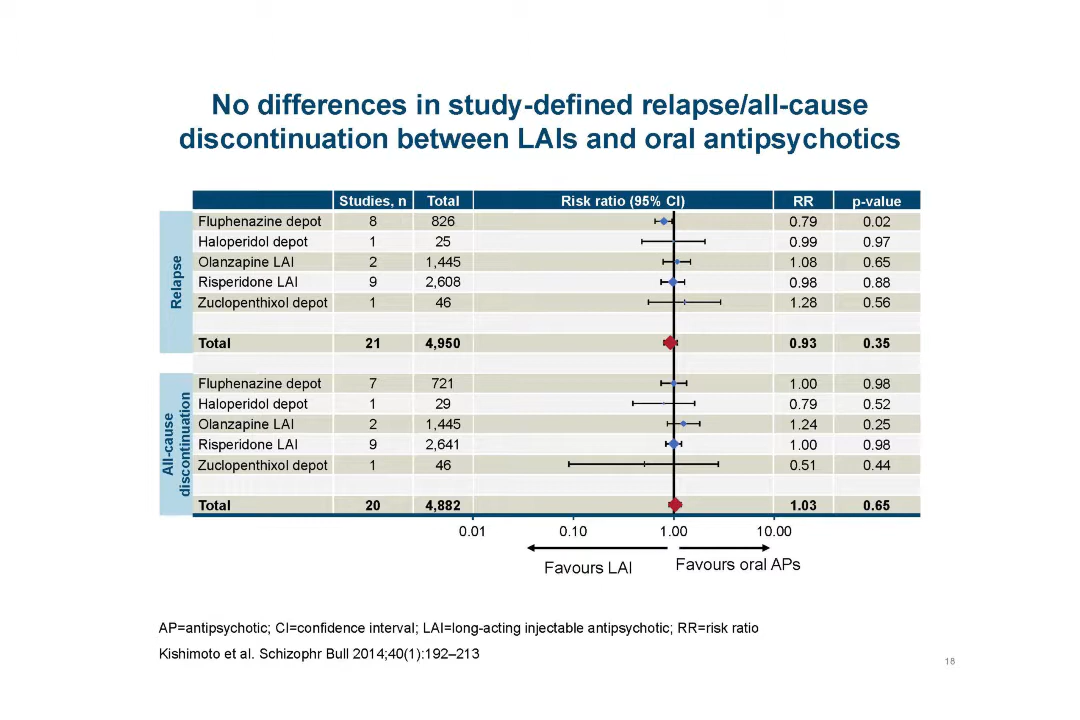 No differences in study-defined relapse/all-cause
discontinuation between LAIs and oral antipsychotics
Studies, n Total Risk ratio (95% CI) RR p-value
Relapse
Fluphenazine depot 8 826 0.79 0.02
Haloperidol depot 1 25 0.99 0.97
Olanzapine LAI 2 1,445 1.08 0.65
Risperidone LAI 9 2,608 0.98 0.88
Zuclopenthixol depot 1 46 1.28 0.56
Total 21 4,950 0.93 0.35
All-cause
discontinuation
Fluphenazine depot 7 721 1.00 0.98
Haloperidol depot 1 29 0.79 0.52
Olanzapine LAI 2 1,445 1.24 0.25
Risperidone LAI 9 2,641 1.00 0.98
Zuclopenthixol depot 1 46 0.51 0.44
Total 20 4,882 1.03 0.65
0.01 0.10 1.00 10.00
Favours LAI Favours oral APs
AP=antipsychotic; CI=confidence interval; LAI=long-acting injectable antipsychotic; RR=risk ratio
Kishimoto et al. Schizophr Bull 2014;40(1):192–213
18